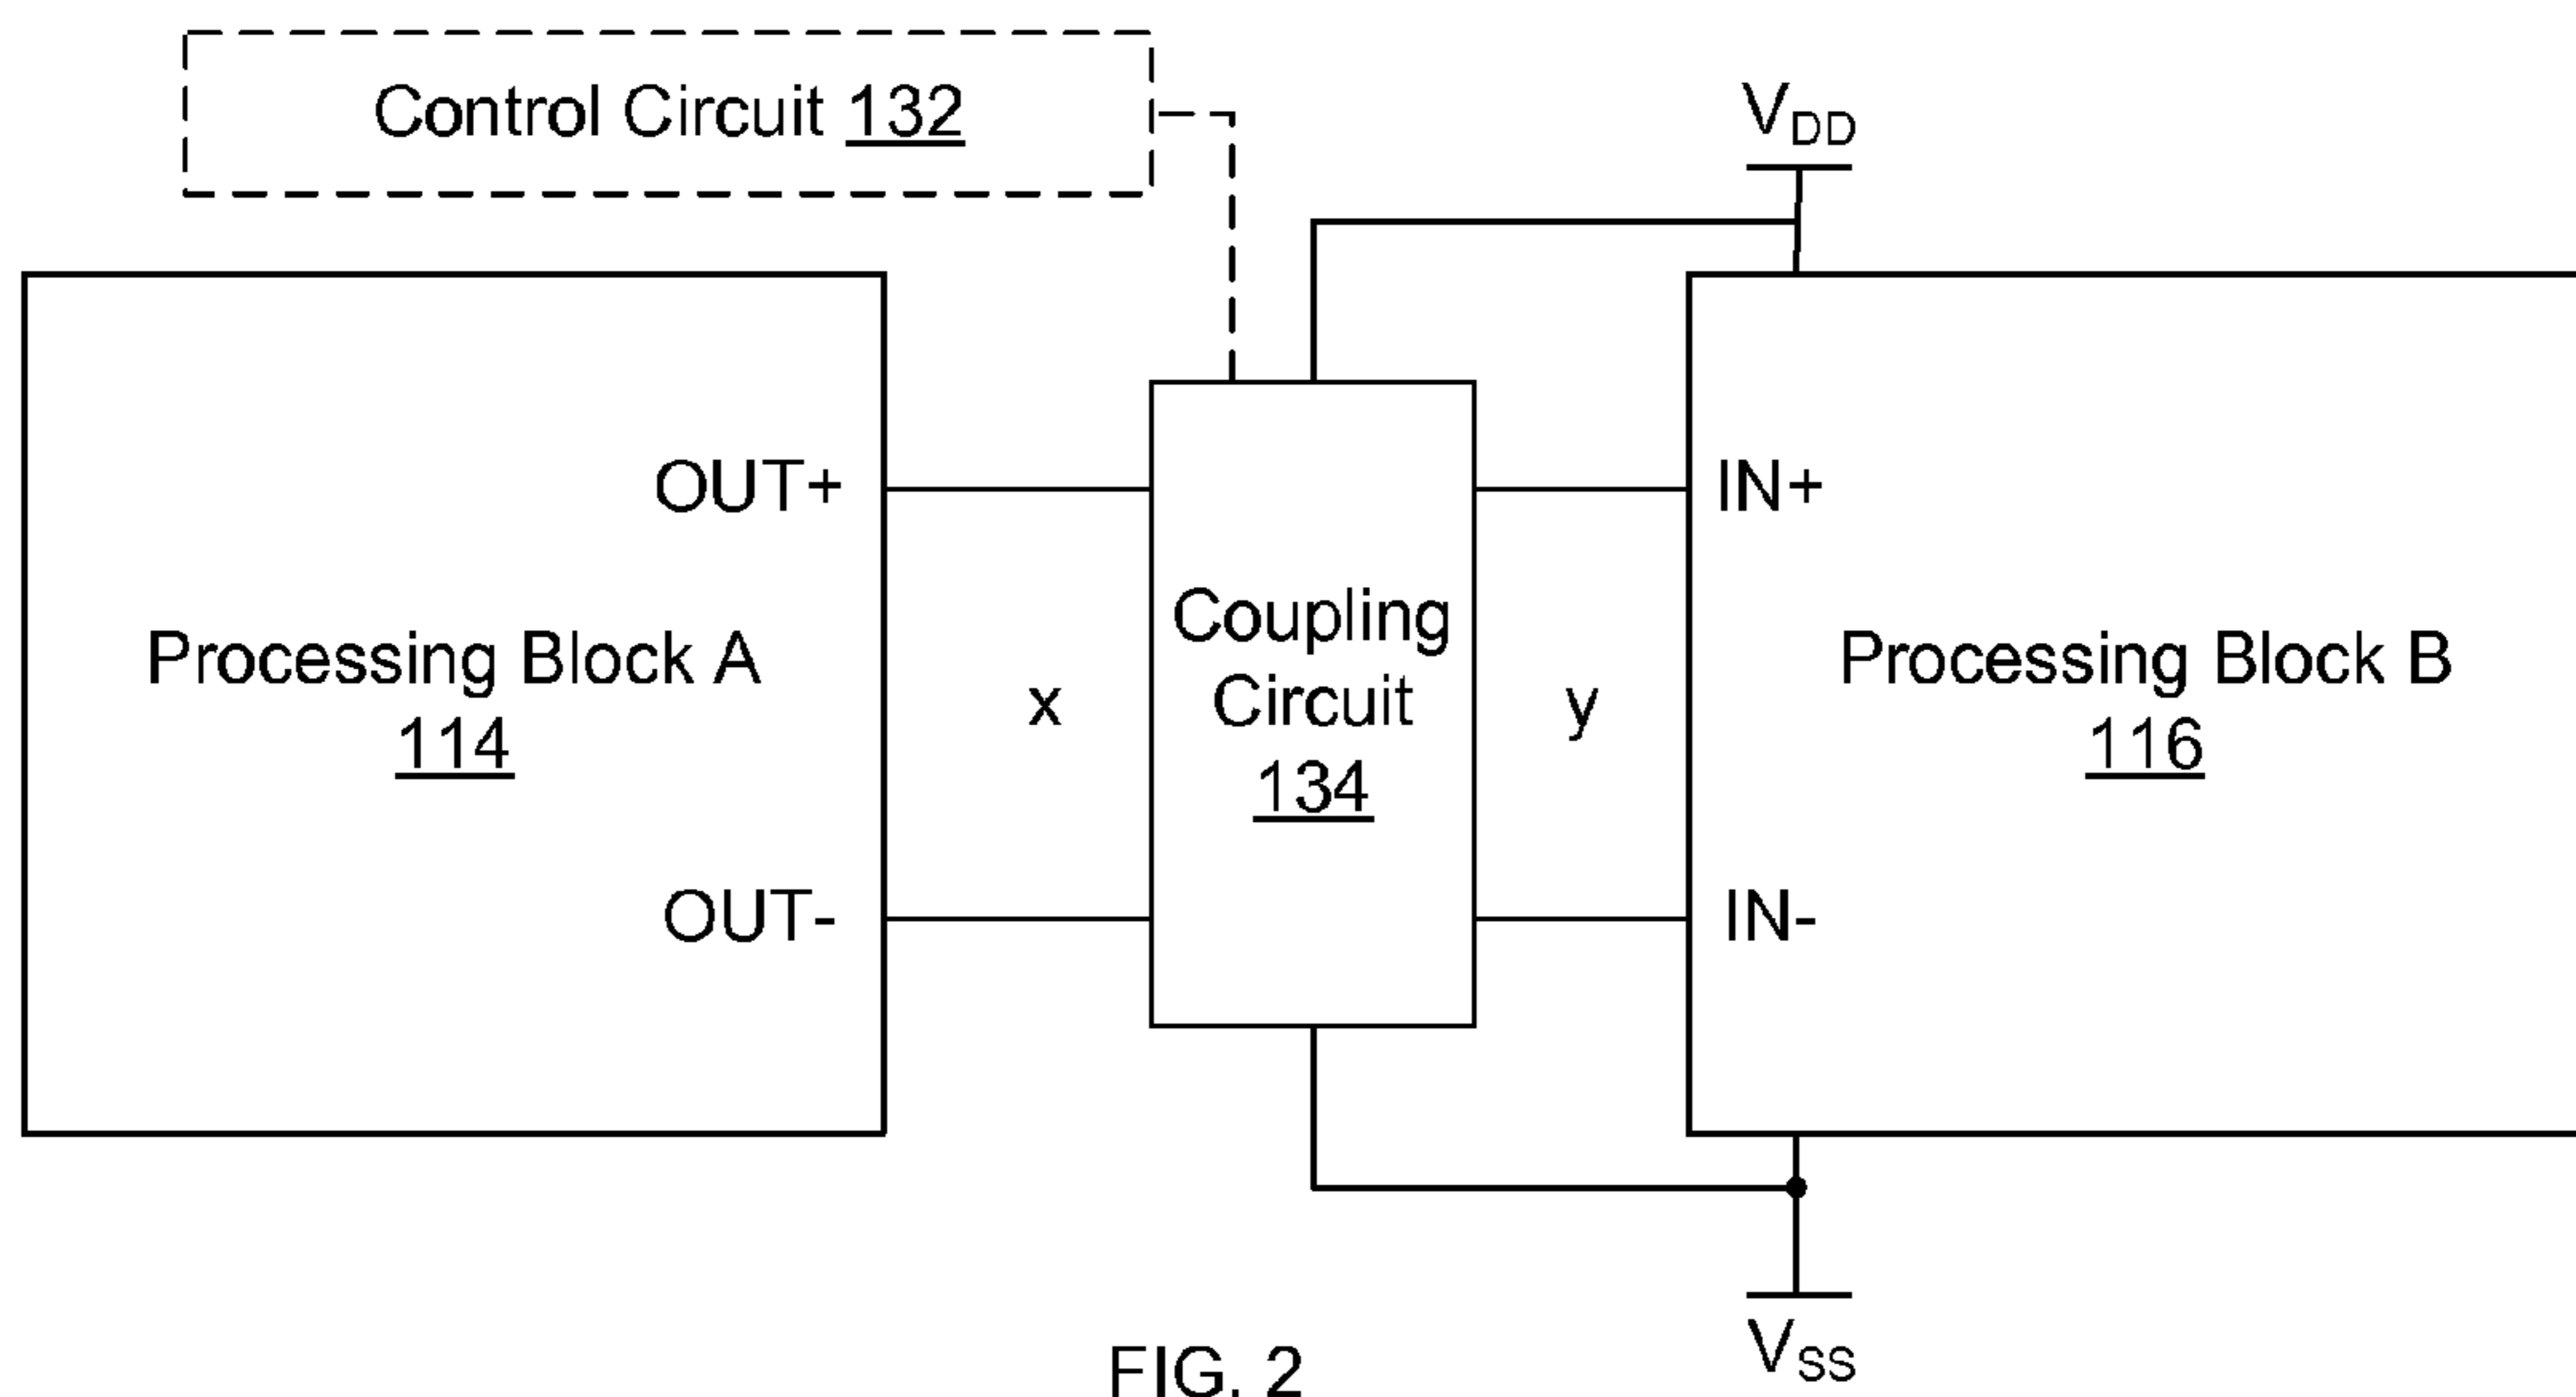 Control Circuit 132
VDD
OUT+
IN+
Processing Block A
114
x
Coupling
Circuit
134
y
Processing Block B
116
OUT-
IN-
VSS
FIG. 2